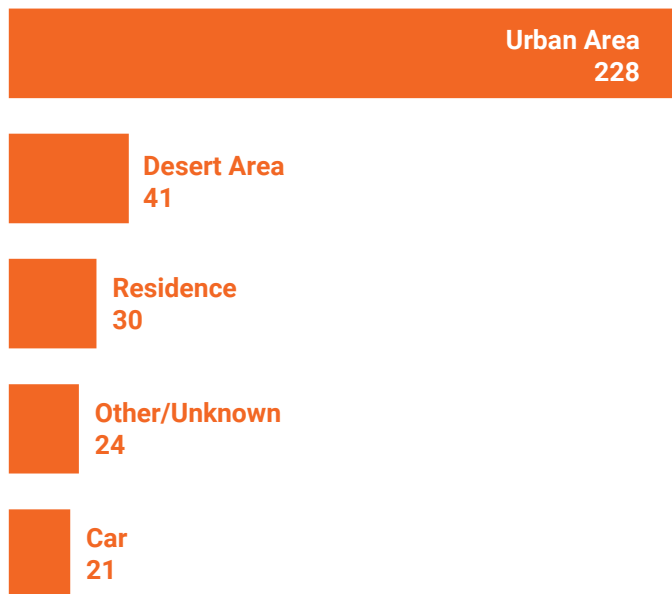 Urban Area
228
Desert Area
41
Residence
30
Other/Unknown
24
Car
21